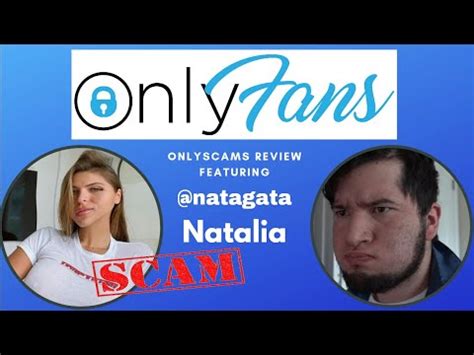 OnlyFans
ONLYSCAMS REVIEW
FEATURING
@natagata
Natalia
SCAM